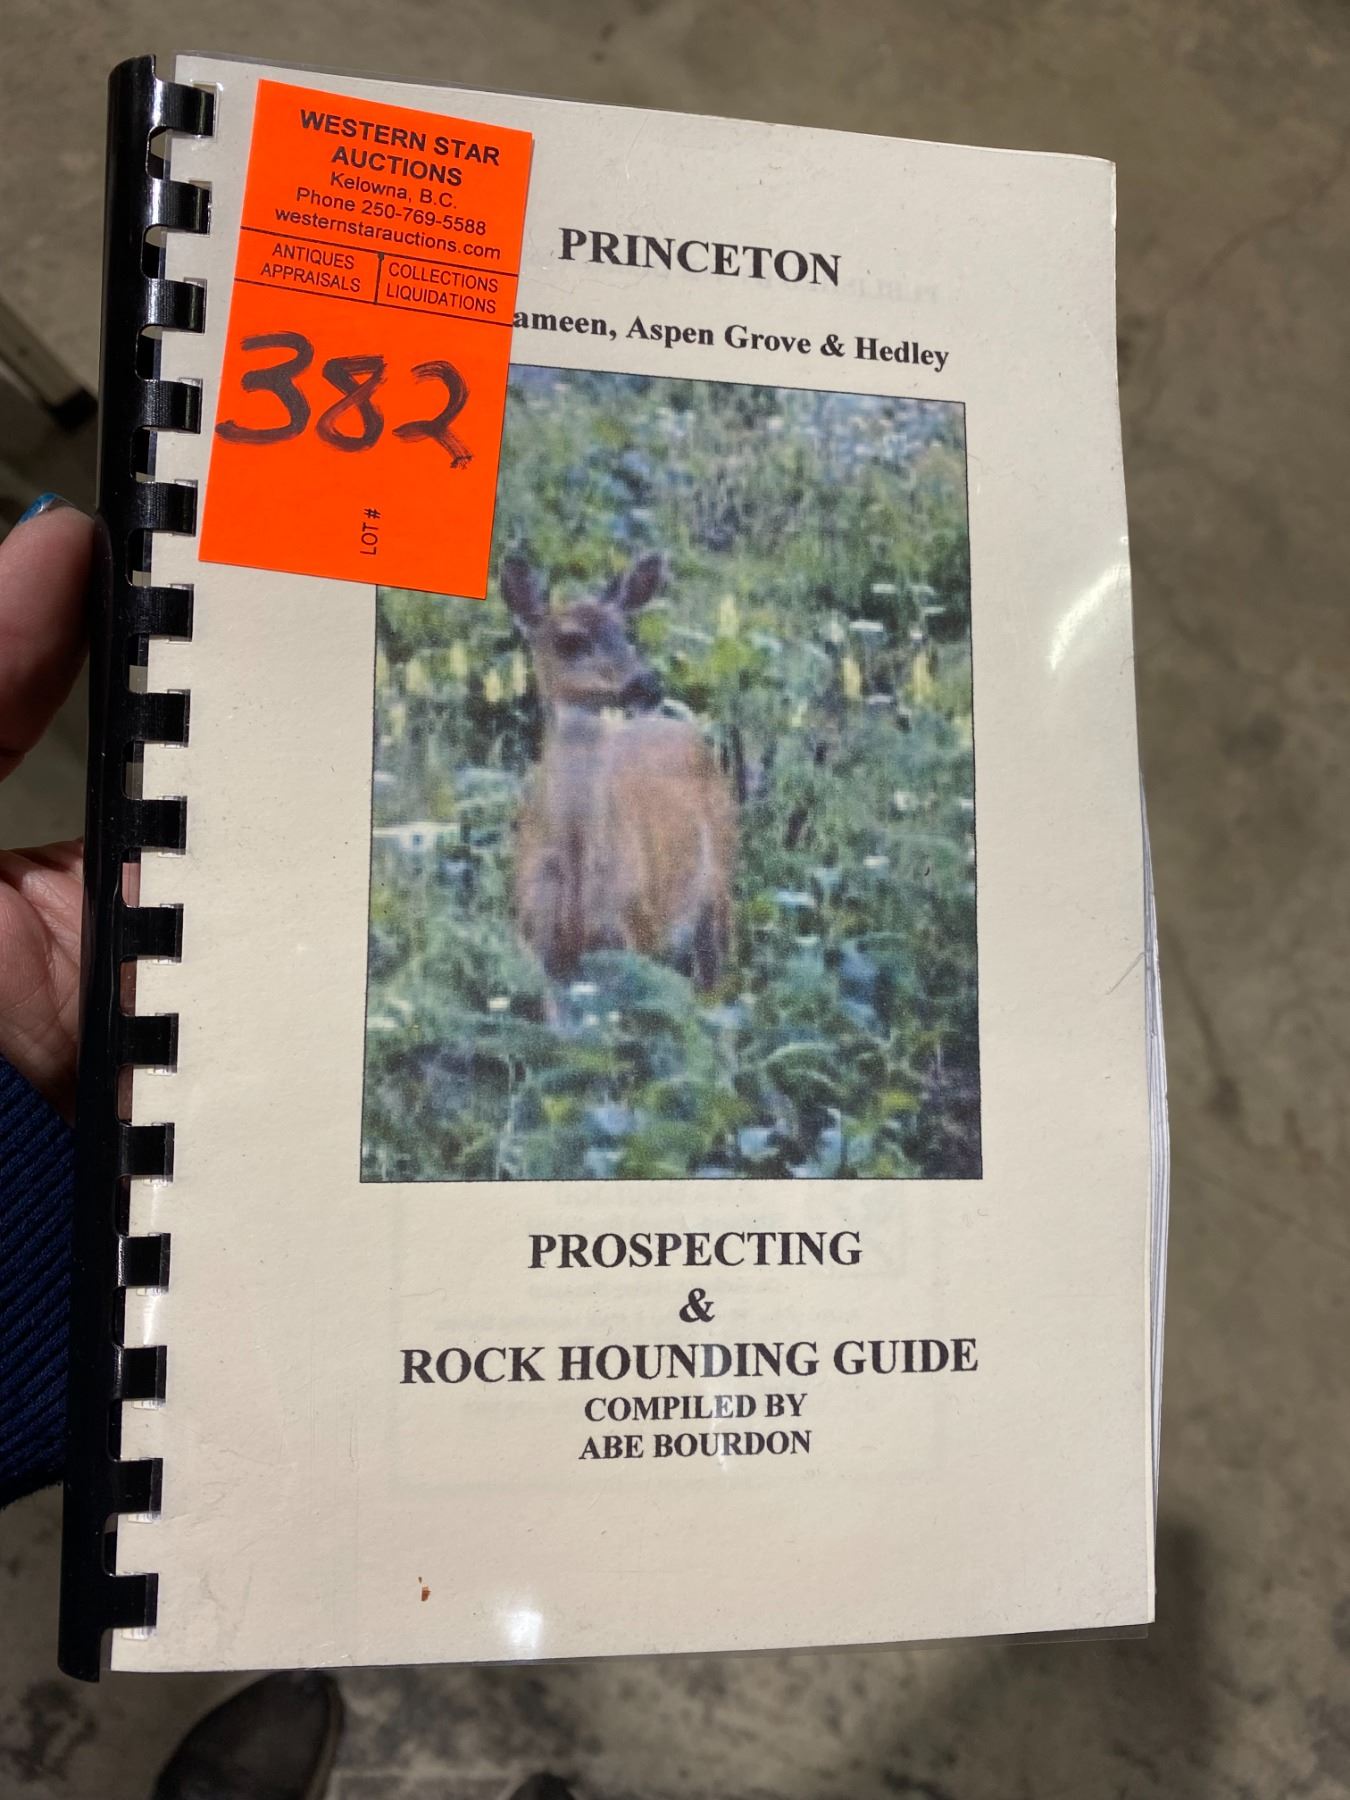 WESTERN STAR
AUCTIONS
Kelowna, B.C.
Phone 250-769-5588
westernstarauctions.com
ANTIQUES
APPRAISALS
COLLECTIONS
LIQUIDATIONS
382
LOT #
PRINCETON
ameen, Aspen Grove & Hedley
PROSPECTING
&
ROCK HOUNDING GUIDE
COMPILED BY
ABE BOURDON